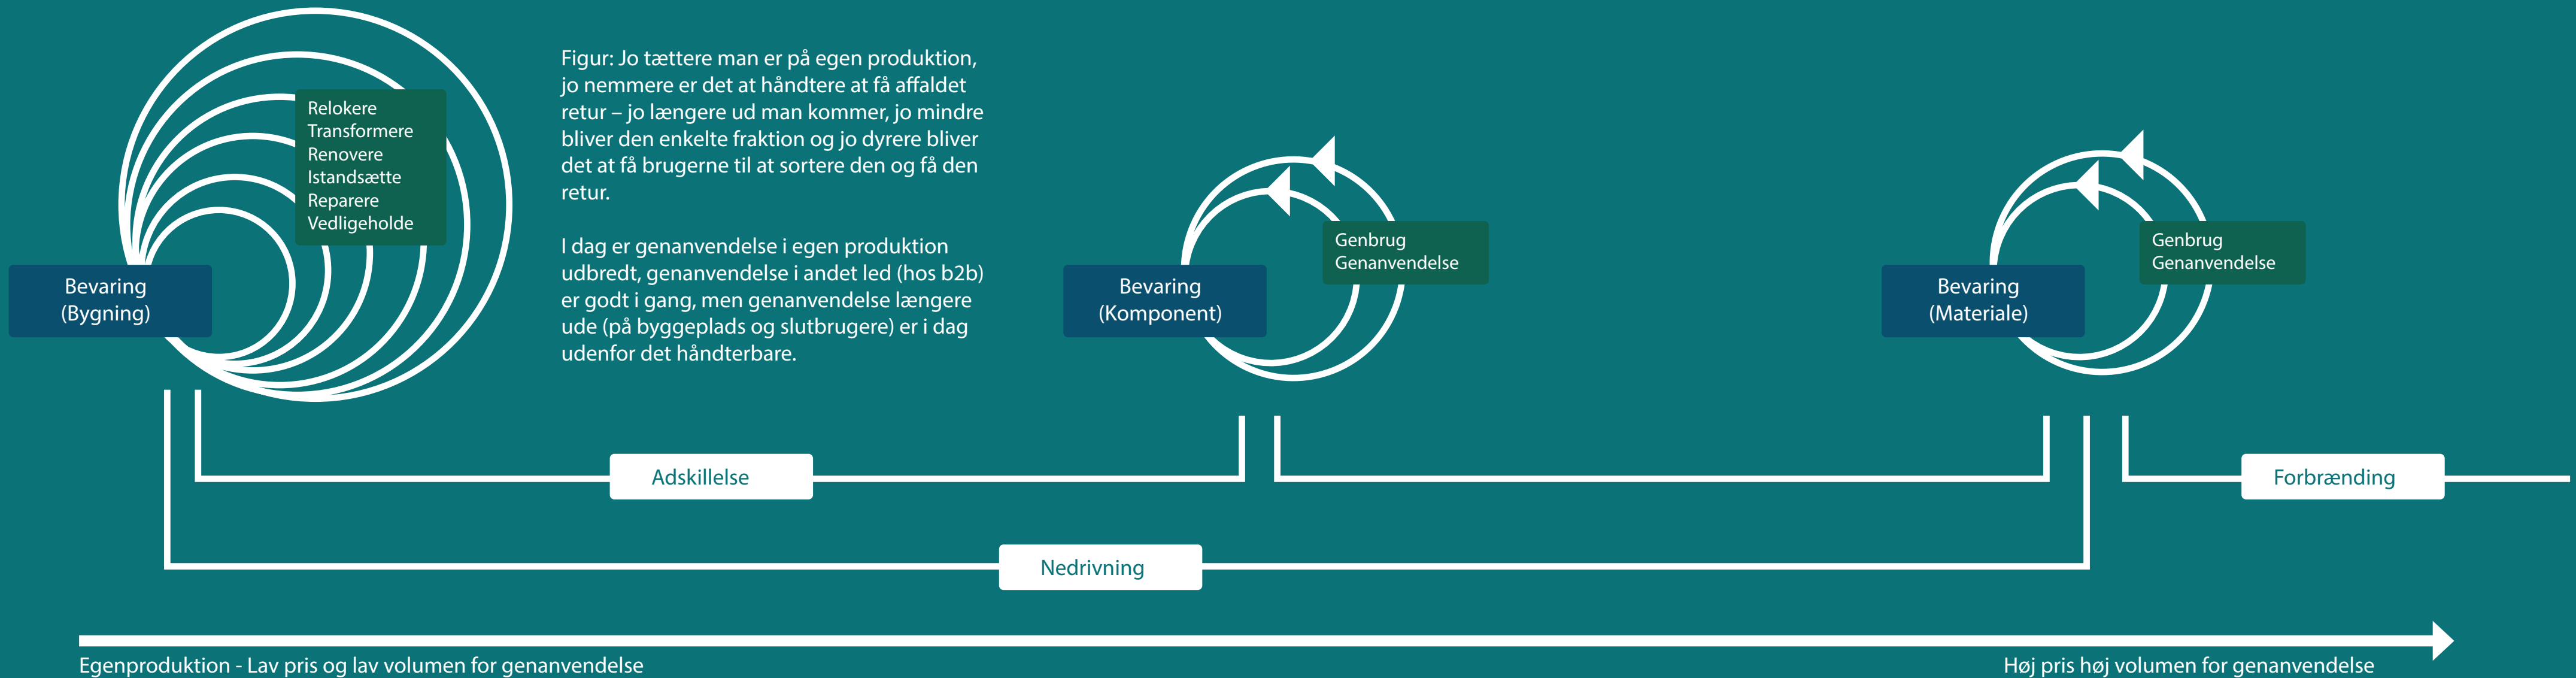 Relokere
Transformere
Renovere
Istandsætte
Reparere
Vedligeholde
Bevaring
(Bygning)
Figur: Jo tættere man er på egen produktion,
jo nemmere er det at håndtere at få affaldet
retur – jo længere ud man kommer, jo mindre
bliver den enkelte fraktion og jo dyrere bliver
det at få brugerne til at sortere den og få den
retur.
I dag er genanvendelse i egen produktion
udbredt, genanvendelse i andet led (hos b2b)
er godt i gang, men genanvendelse længere
ude (på byggeplads og slutbrugere) er i dag
udenfor det håndterbare.
Genbrug
Genanvendelse
Bevaring
(Komponent)
Genbrug
Genanvendelse
Bevaring
(Materiale)
Adskillelse
Forbrænding
Nedrivning
Egenproduktion - Lav pris og lav volumen for genanvendelse
Høj pris høj volumen for genanvendelse